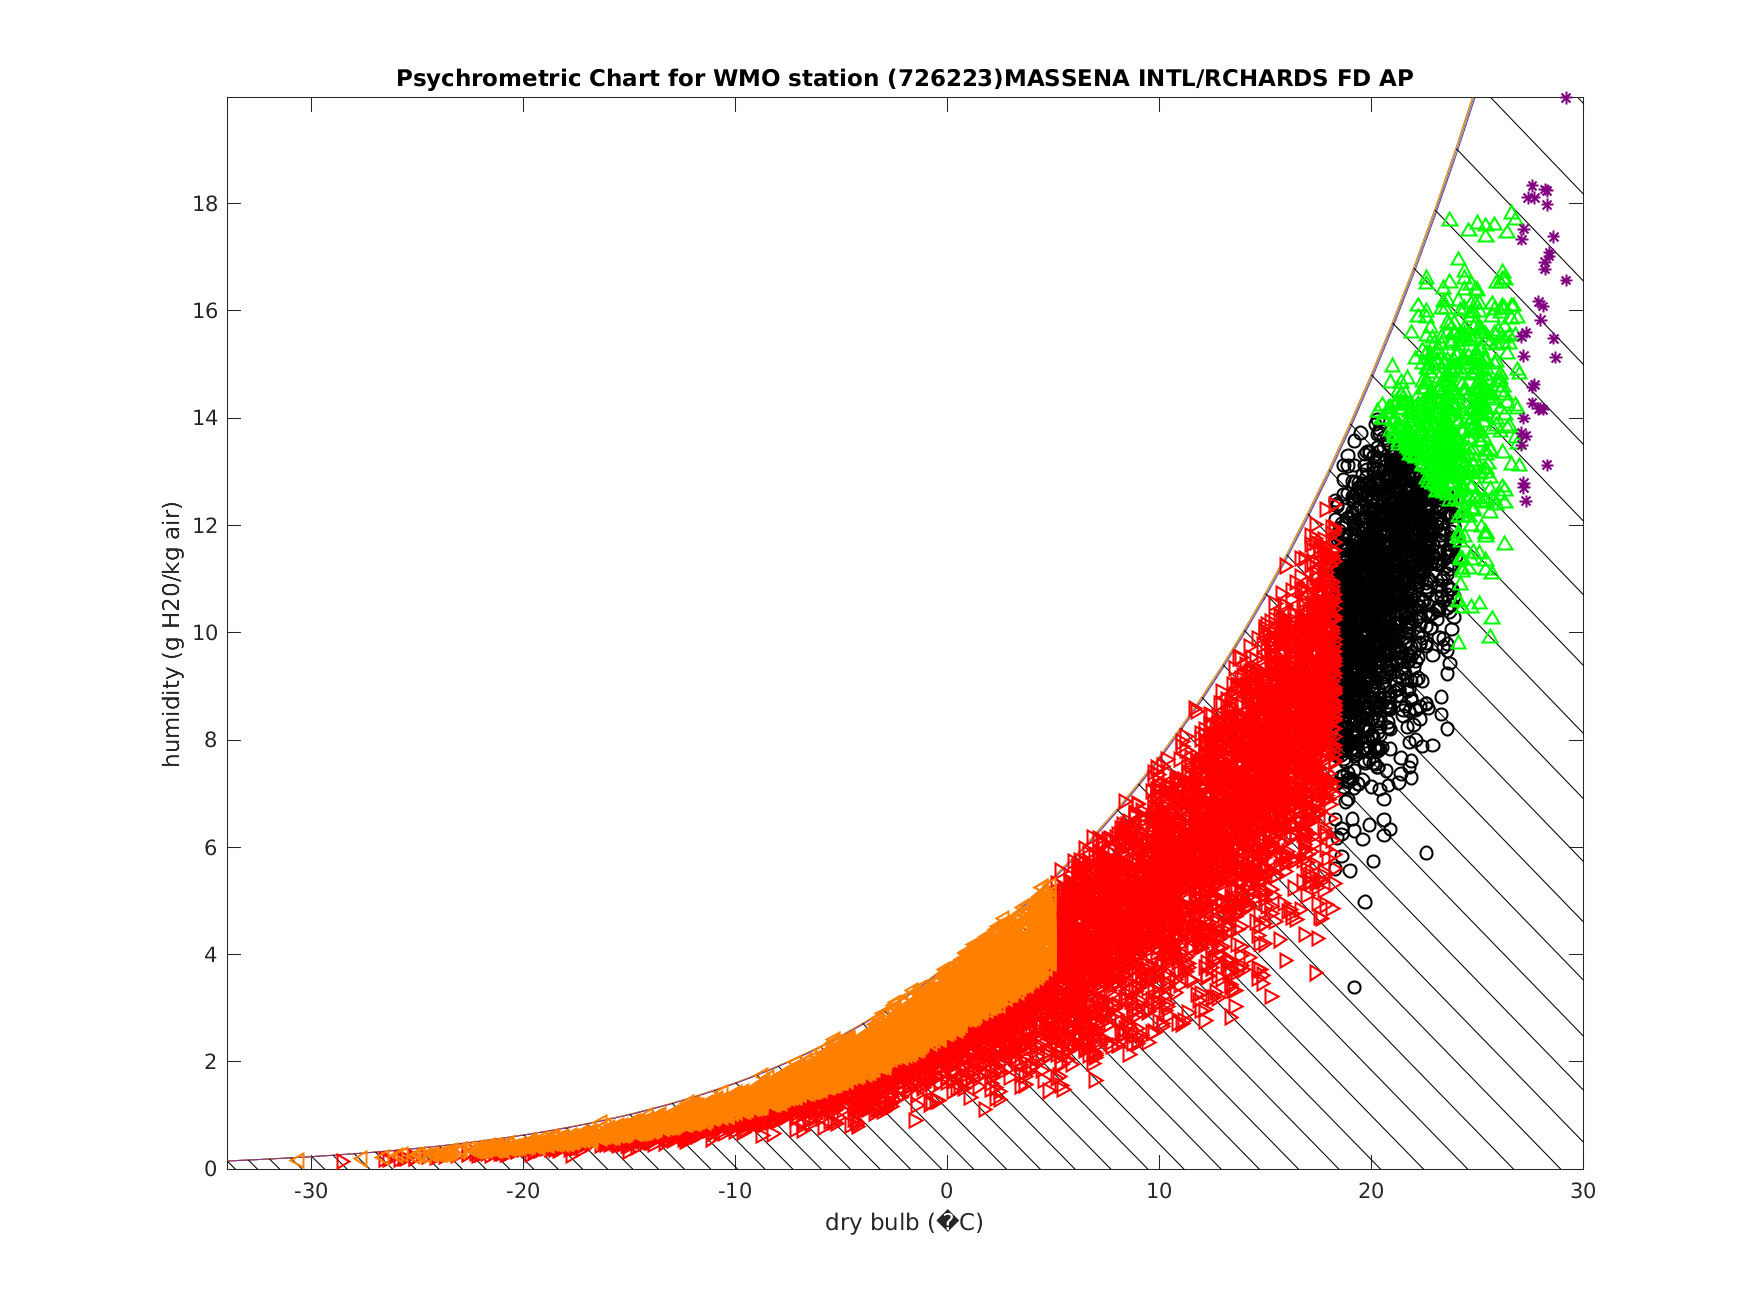 Psychrometric Chart for WMO station (726223)MASSENA INTL/RCHARDS FD AP
humidity (g H20/kg air)
18
16
14
12
10
8
6
4
2
0
-30 -20 -10 0 10 20 30
dry bulb (�C)